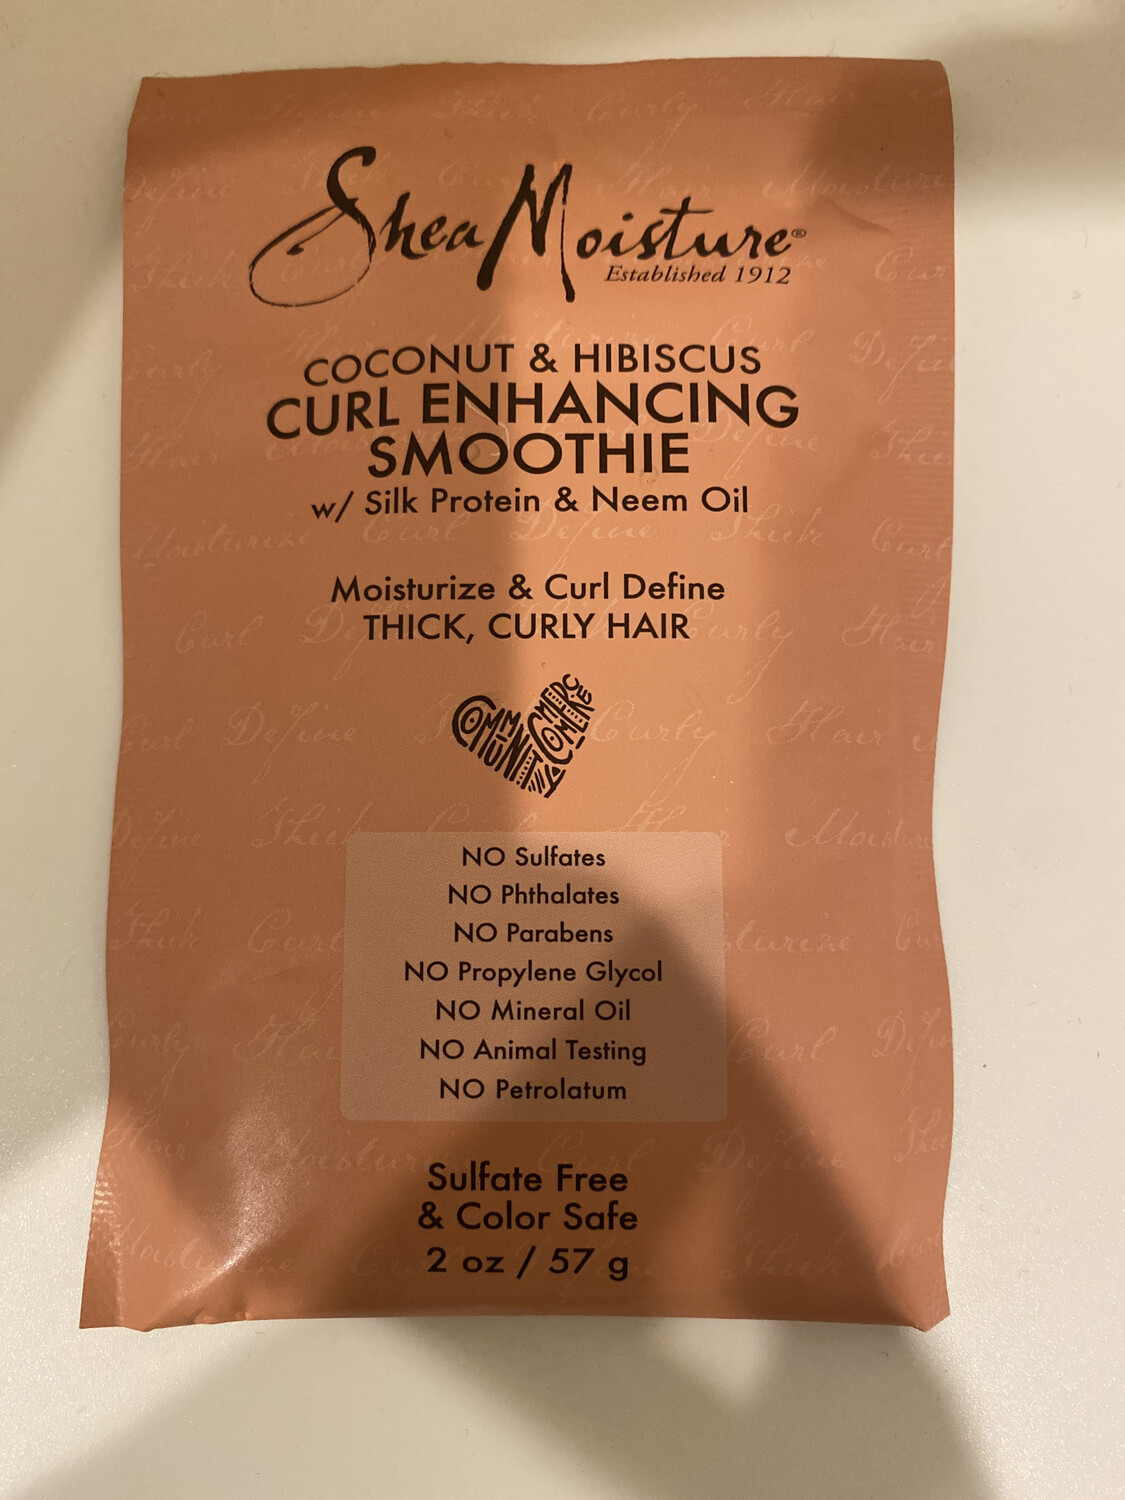 SheaMoisture®
Established 1912
COCONUT & HIBISCUS
CURL ENHANCING
SMOOTHIE
w/ Silk Protein & Neem Oil
Moisturize & Curl Define
THICK, CURLY HAIR
COMMUNITY COMMERCE
NO Sulfates
NO Phthalates
NO Parabens
NO Propylene Glycol
NO Mineral Oil
NO Animal Testing
NO Petrolatum
Sulfate Free
& Color Safe
2 oz / 57 g